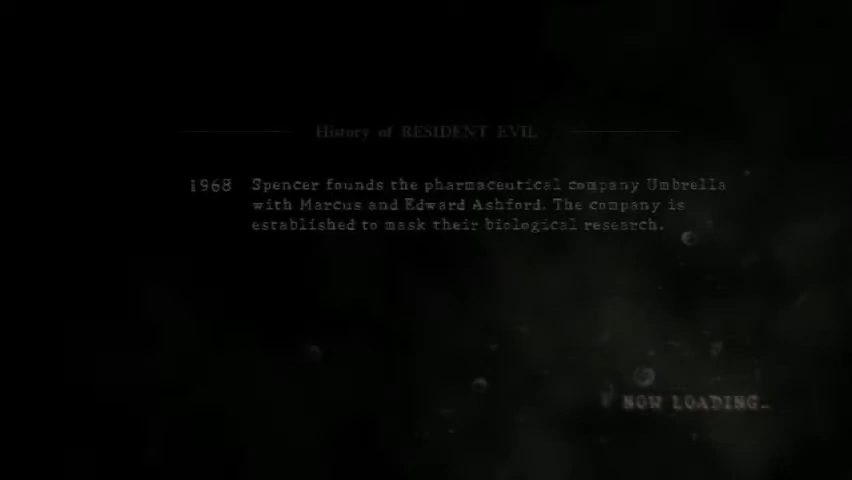 History of RESIDENT EVIL
1968 Spencer founds the pharmaceutical company Umbrella
with Marcus and Edward Ashford. The company is
established to mask their biological research.
NOW LOADING...